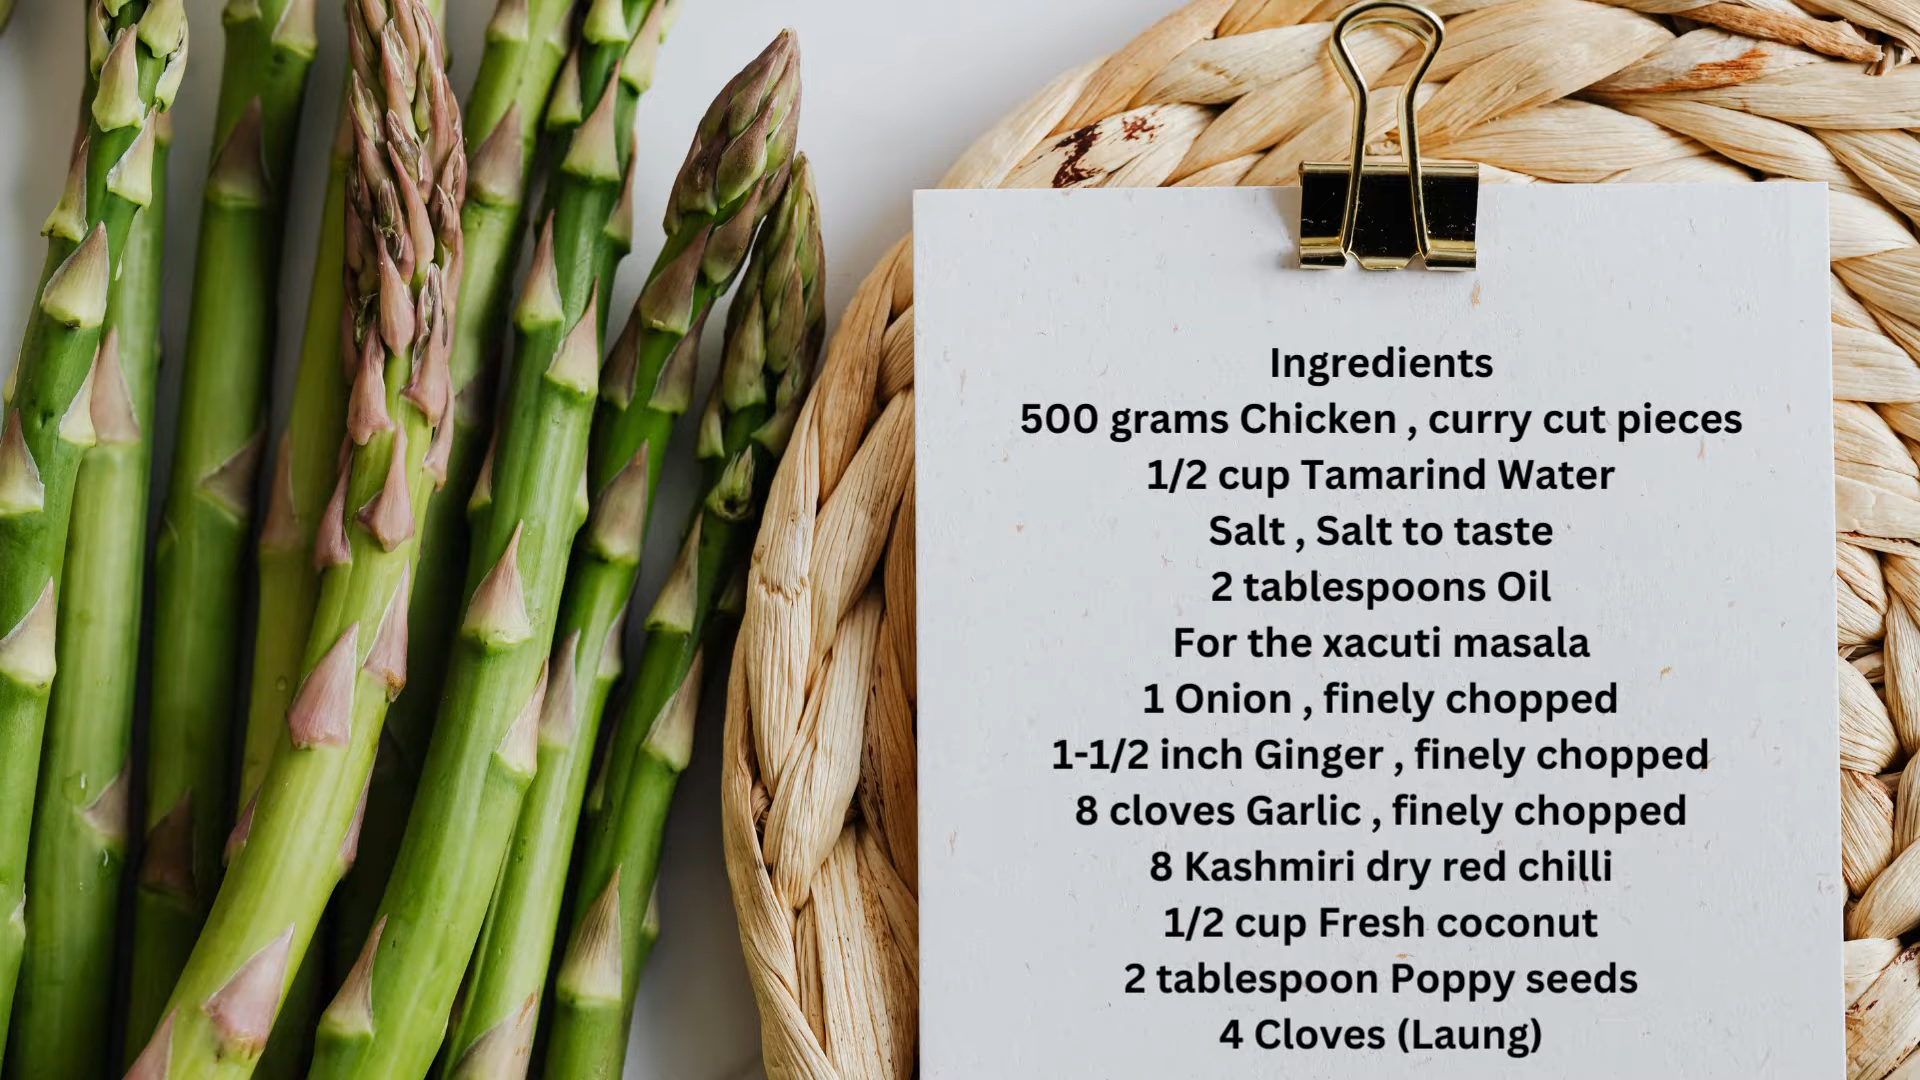 Ingredients
500 grams Chicken , curry cut pieces
1/2 cup Tamarind Water
Salt , Salt to taste
2 tablespoons Oil
For the xacuti masala
1 Onion , finely chopped
1-1/2 inch Ginger , finely chopped
8 cloves Garlic , finely chopped
8 Kashmiri dry red chilli
1/2 cup Fresh coconut
2 tablespoon Poppy seeds
4 Cloves (Laung)